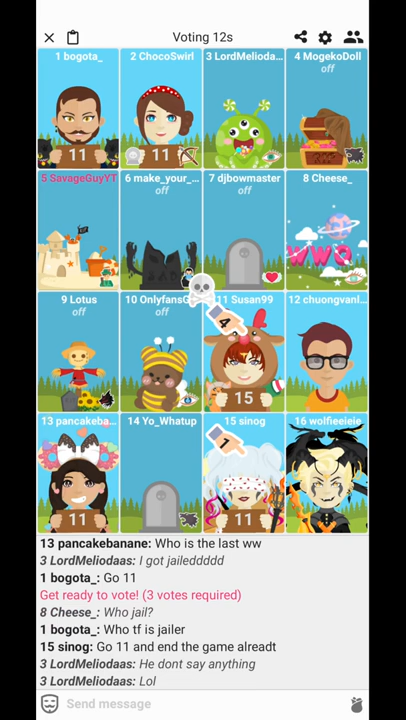 Voting 12s
1 bogota_
2 ChocoSwirl
3 LordMelioda...
4 MogekoDoll
off
11
11
5 SavageGuyYT
6 make_your_...
off
7 djbowmaster
off
8 Cheese_
WWO
9 Lotus
off
10 OnlyfansG
off
11 Susan99
12 chuongvanl...
4
15
13 pancakeba...
14 Yo_Whatup
off
15 sinog
16 wolfieeieie
1
11
11
13 pancakebanane: Who is the last ww
3 LordMeliodaas: I got jaileddddd
1 bogota_: Go 11
Get ready to vote! (3 votes required)
8 Cheese_: Who jail?
1 bogota_: Who tf is jailer
15 sinog: Go 11 and end the game alreadt
3 LordMeliodaas: He dont say anything
3 LordMeliodaas: Lol
Send message